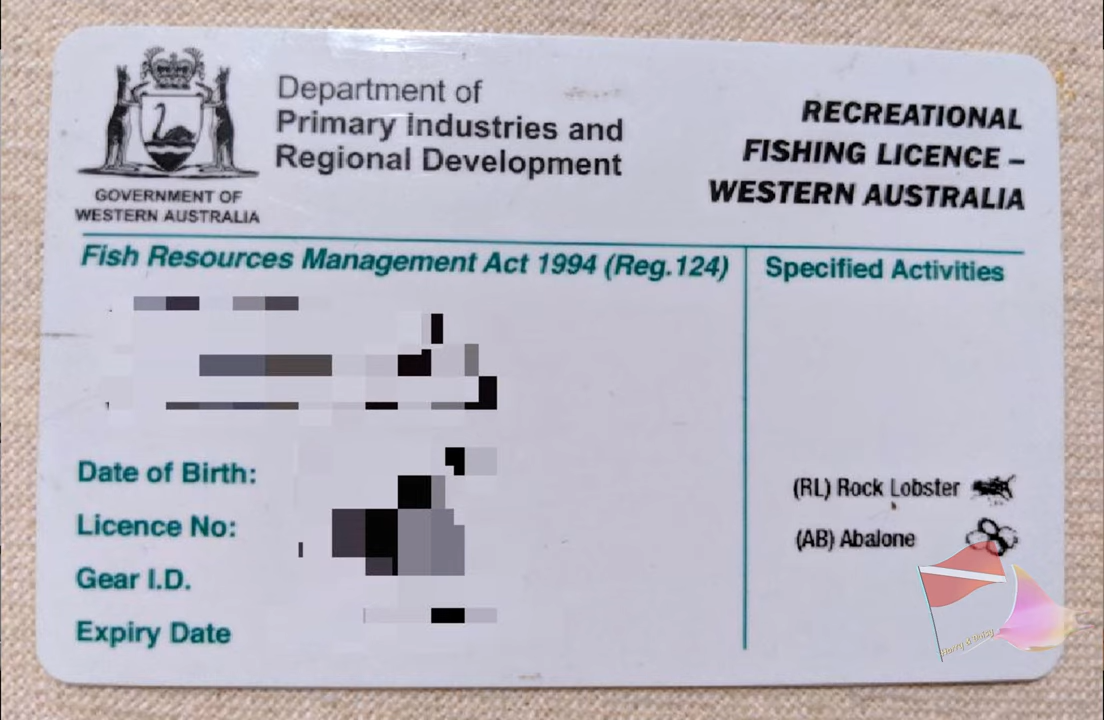 Department of
Primary Industries and
Regional Development
GOVERNMENT OF
WESTERN AUSTRALIA
RECREATIONAL
FISHING LICENCE –
WESTERN AUSTRALIA
Fish Resources Management Act 1994 (Reg.124)
Date of Birth:
Licence No:
Gear I.D.
Expiry Date
Specified Activities
(RL) Rock Lobster
(AB) Abalone